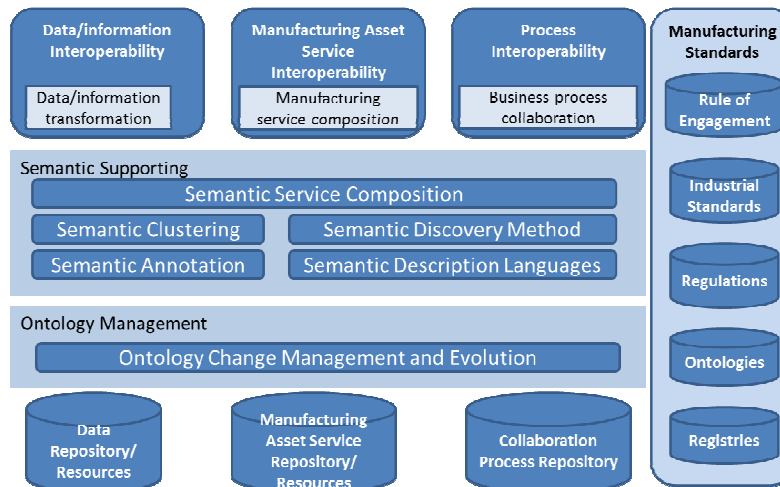 Data/information
Interoperability
Data/information
transformation
Manufacturing Asset
Service
Interoperability
Manufacturing
service composition
Process
Interoperability
Business process
collaboration
Manufacturing
Standards
Rule of
Engagement
Industrial
Standards
Regulations
Ontologies
Registries
Semantic Supporting
Semantic Service Composition
Semantic Clustering
Semantic Discovery Method
Semantic Annotation
Semantic Description Languages
Ontology Management
Ontology Change Management and Evolution
Data
Repository/
Resources
Manufacturing
Asset Service
Repository/
Resources
Collaboration
Process Repository